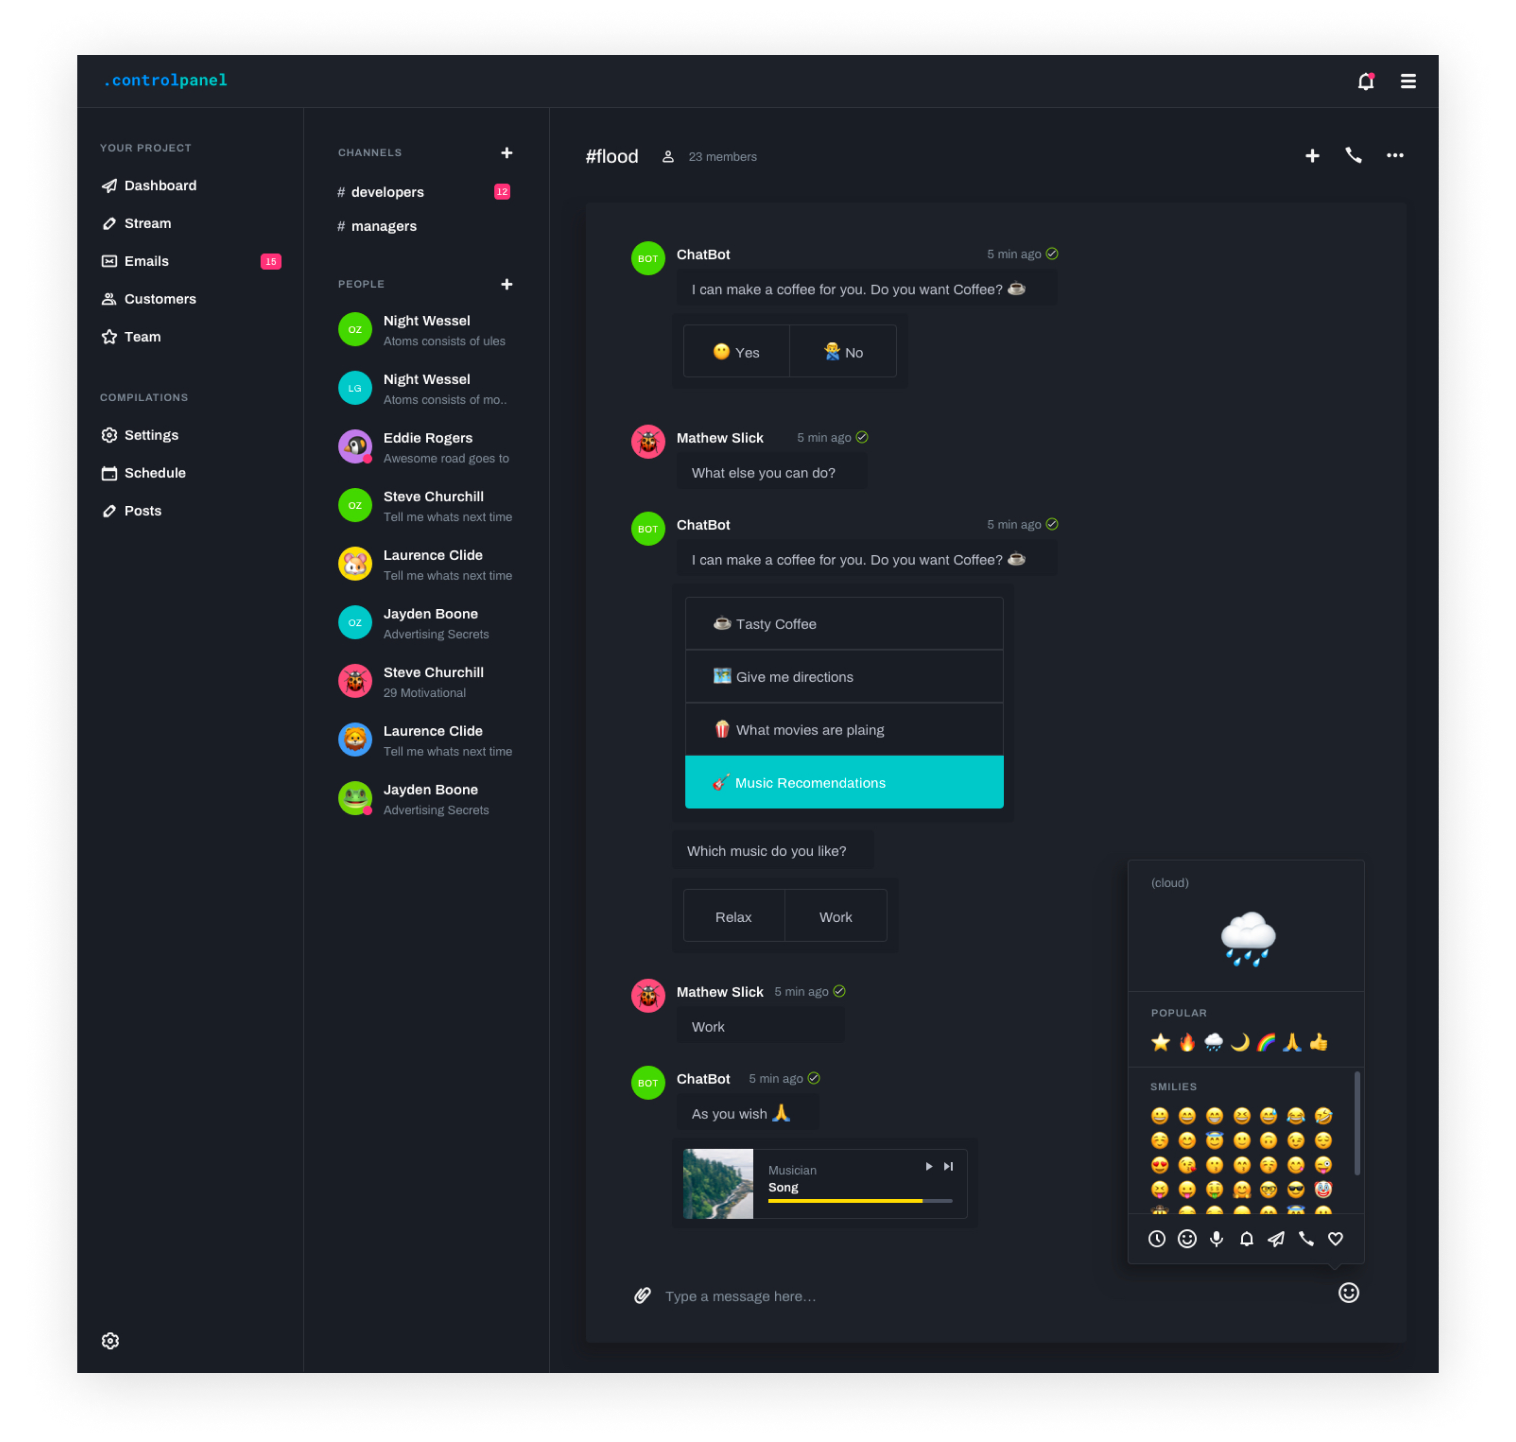 .controlpanel
YOUR PROJECT
Dashboard
Stream
Emails 15
Customers
Team
COMPILATIONS
Settings
Schedule
Posts
CHANNELS
# developers 12
# managers
PEOPLE
OZ Night Wessel
Atoms consists of ules
LG Night Wessel
Atoms consists of mo..
Eddie Rogers
Awesome road goes to
OZ Steve Churchill
Tell me whats next time
Laurence Clide
Tell me whats next time
OZ Jayden Boone
Advertising Secrets
Steve Churchill
29 Motivational
Laurence Clide
Tell me whats next time
Jayden Boone
Advertising Secrets
#flood 23 members
BOT ChatBot 5 min ago
I can make a coffee for you. Do you want Coffee? ☕
😶 Yes 🙅‍♂️ No
Mathew Slick 5 min ago
What else you can do?
BOT ChatBot 5 min ago
I can make a coffee for you. Do you want Coffee? ☕
☕ Tasty Coffee
🗺️ Give me directions
🍿 What movies are plaing
🎸 Music Recomendations
Which music do you like?
Relax Work
Mathew Slick 5 min ago
Work
BOT ChatBot 5 min ago
As you wish 🙏
Musician
Song
Type a message here...
(cloud)
POPULAR
SMILIES